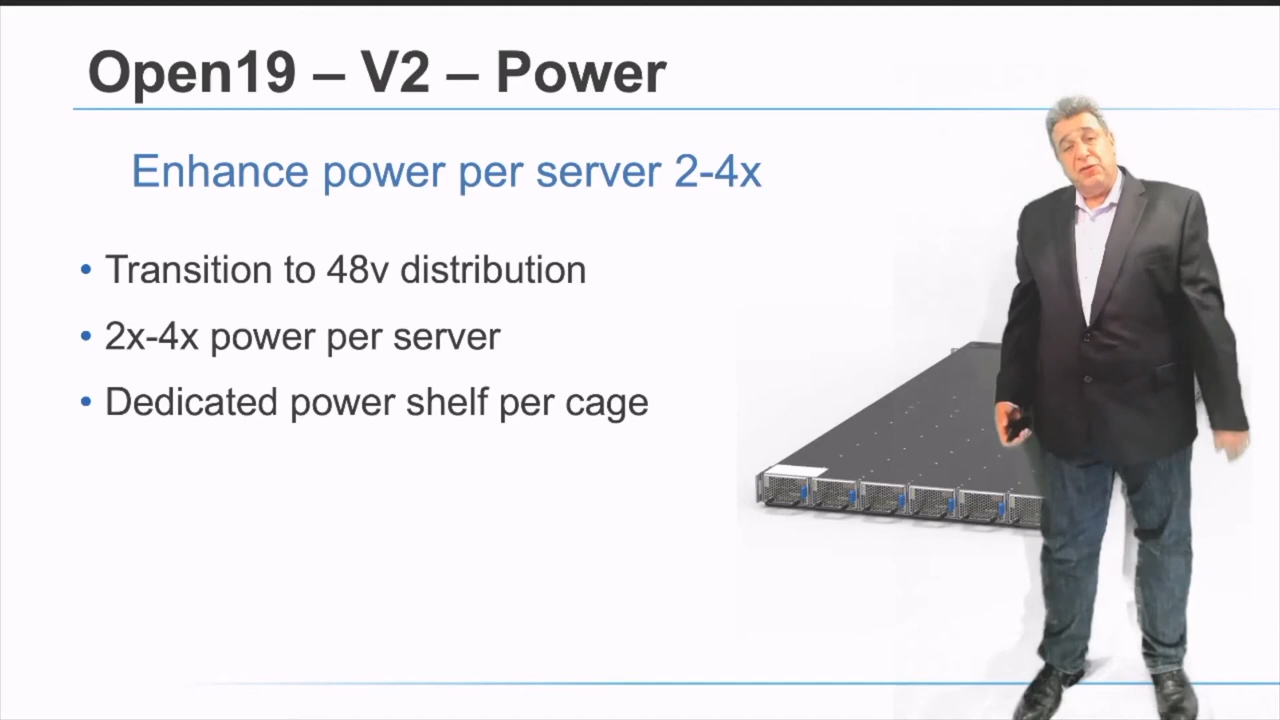 Open19 – V2 – Power
Enhance power per server 2-4x
• Transition to 48v distribution
• 2x-4x power per server
• Dedicated power shelf per cage